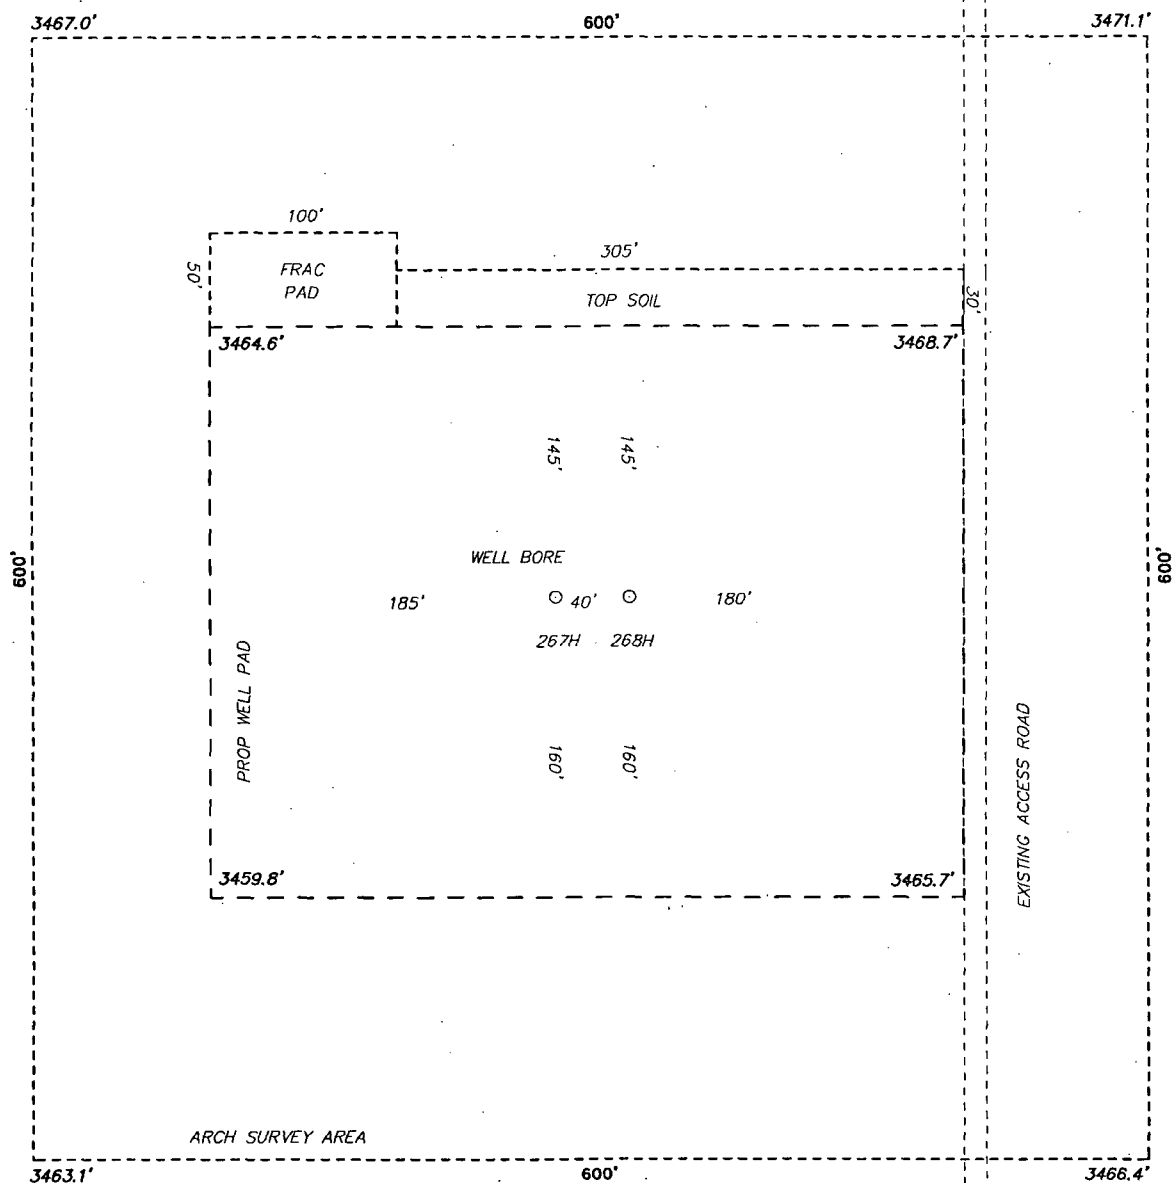 3467.0'
600'
3471.1'
100'
305'
50'
FRAC
PAD
TOP SOIL
30'
3464.6'
3468.7'
145'
145'
WELL BORE
600'
600'
185'
40'
180'
267H
268H
PROP WELL PAD
160'
160'
EXISTING ACCESS ROAD
3459.8'
3465.7'
ARCH SURVEY AREA
3463.1'
600'
3466.4'